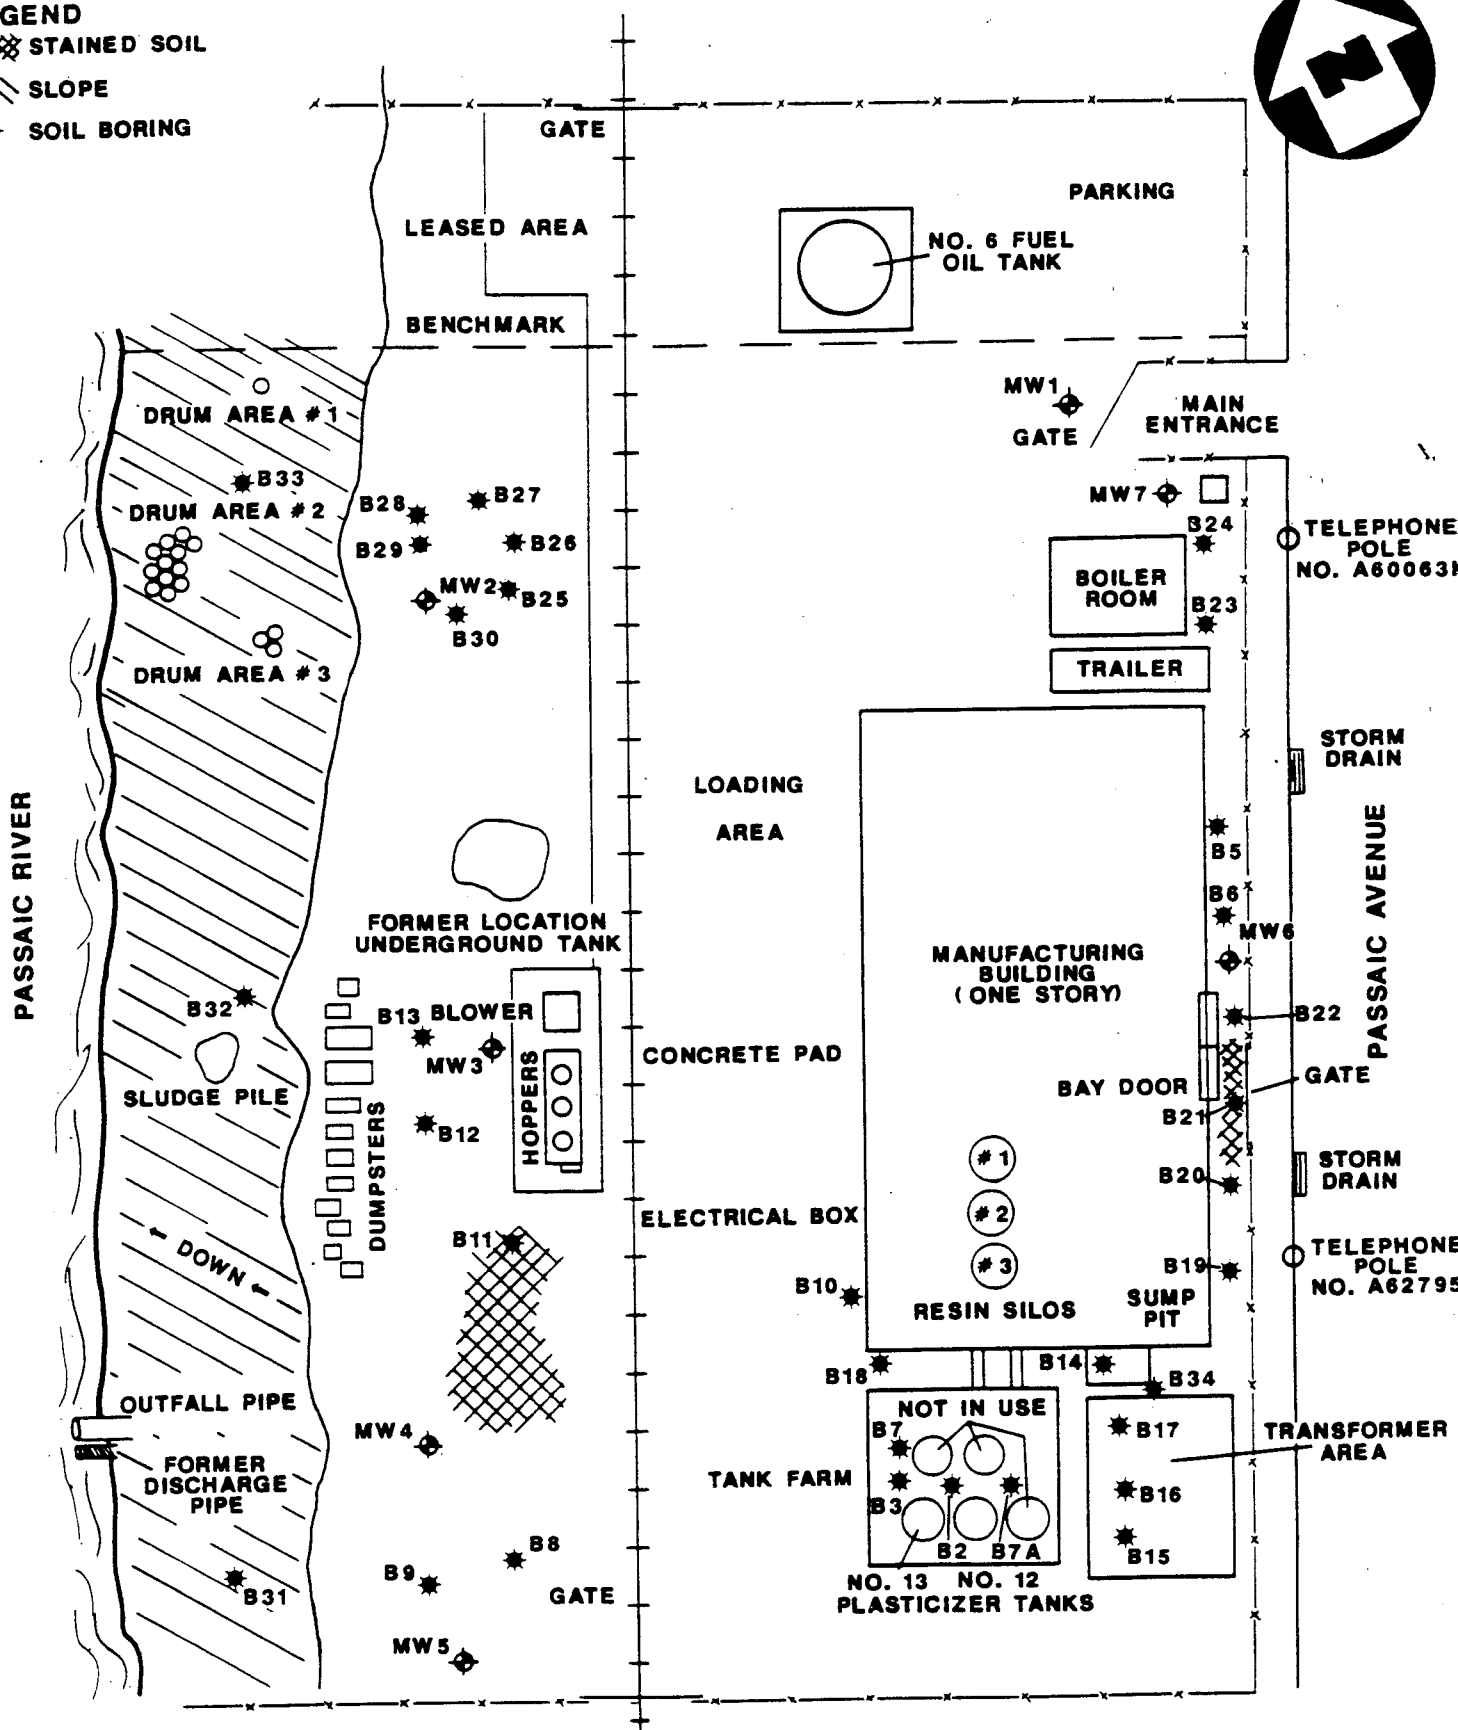 GEND
STAINED SOIL
SLOPE
SOIL BORING
N
GATE
PARKING
LEASED AREA
NO. 6 FUEL
OIL TANK
BENCHMARK
MW1
GATE
MAIN
ENTRANCE
DRUM AREA #1
B33
DRUM AREA #2
B28
B27
B29
B26
MW2
B25
B30
DRUM AREA #3
MW7
B24
BOILER
ROOM
B23
TRAILER
TELEPHONE
POLE
NO. A60063
STORM
DRAIN
LOADING
AREA
PASSAIC RIVER
PASSAIC AVENUE
B5
B6
MW6
FORMER LOCATION
UNDERGROUND TANK
MANUFACTURING
BUILDING
(ONE STORY)
B32
B13
BLOWER
MW3
HOPPERS
CONCRETE PAD
B22
BAY DOOR
GATE
B21
SLUDGE PILE
DUMPSTERS
B12
#1
#2
#3
RESIN SILOS
B20
STORM
DRAIN
ELECTRICAL BOX
B11
B10
B19
SUMP
PIT
TELEPHONE
POLE
NO. A62795
DOWN
B18
B14
B34
OUTFALL PIPE
FORMER
DISCHARGE
PIPE
MW4
TANK FARM
NOT IN USE
B7
B3
B2
B7A
B17
B16
B15
TRANSFORMER
AREA
NO. 13
NO. 12
PLASTICIZER TANKS
B8
B9
GATE
B31
MW5